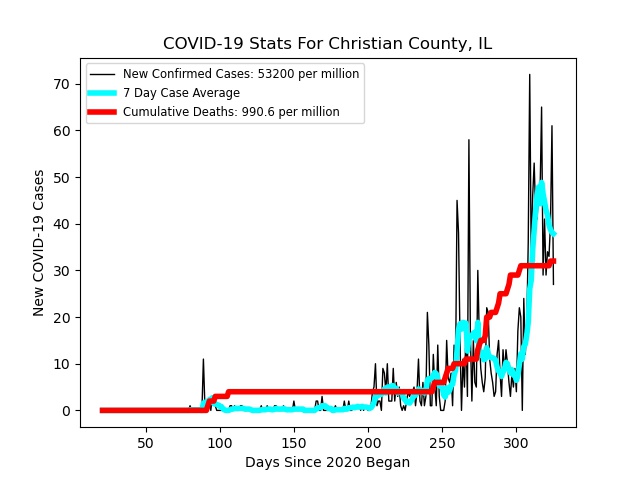 COVID-19 Stats For Christian County, IL
New Confirmed Cases: 53200 per million
7 Day Case Average
Cumulative Deaths: 990.6 per million
New COVID-19 Cases
70
60
50
40
30
20
10
0
50
100
150
200
250
300
Days Since 2020 Began